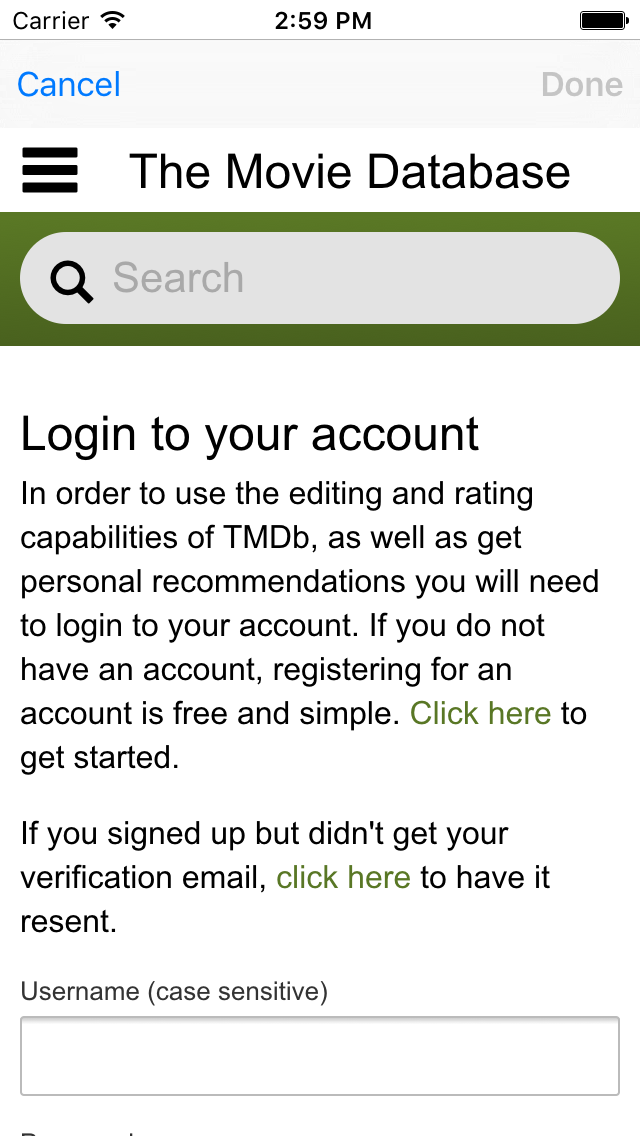 Carrier 2:59 PM
Cancel Done
The Movie Database
Search
Login to your account
In order to use the editing and rating
capabilities of TMDb, as well as get
personal recommendations you will need
to login to your account. If you do not
have an account, registering for an
account is free and simple. Click here to
get started.
If you signed up but didn't get your
verification email, click here to have it
resent.
Username (case sensitive)